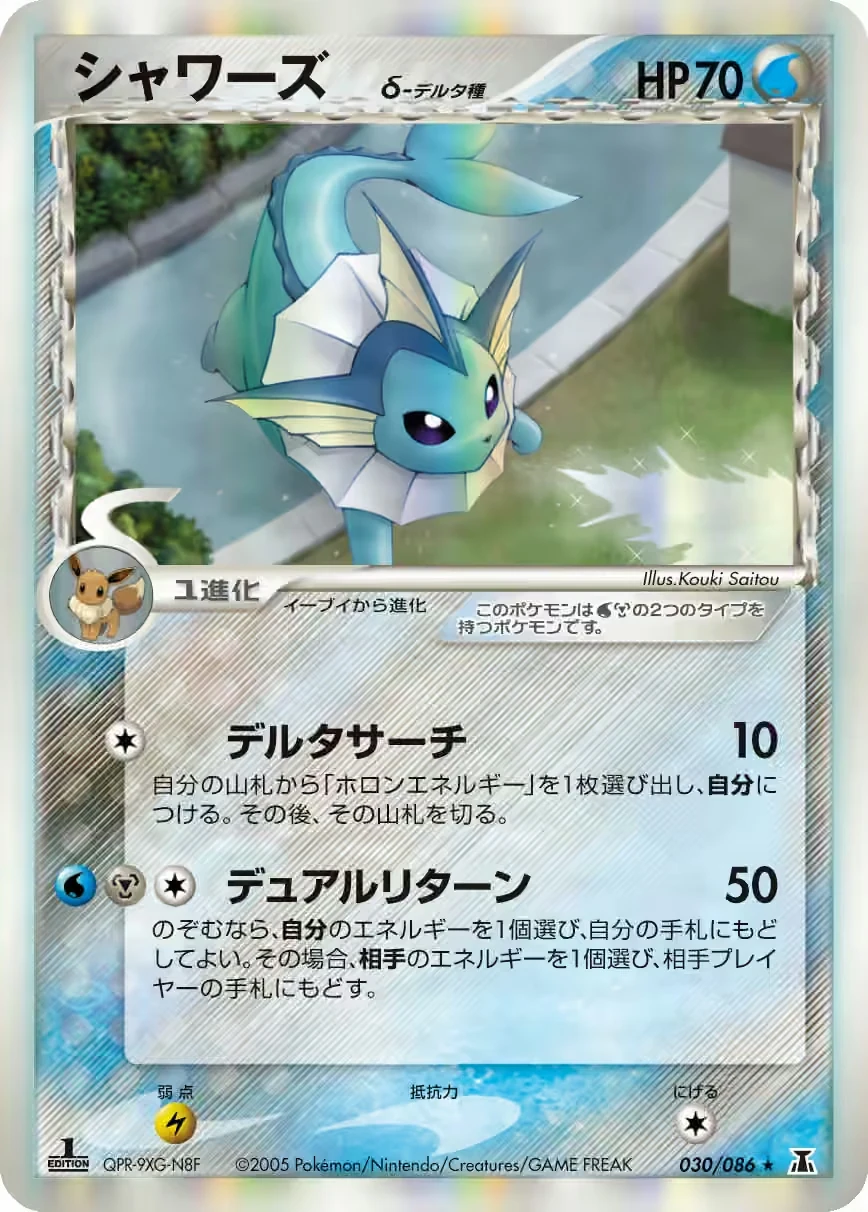 シャワーズ δ-デルタ種 HP70
Illus.Kouki Saitou
1進化 イーブイから進化
このポケモンはの2つのタイプを
持つポケモンです。
デルタサーチ 10
自分の山札から「ホロンエネルギー」を1枚選び出し、自分に
つける。その後、その山札を切る。
デュアルリターン 50
のぞむなら、自分のエネルギーを1個選び、自分の手札にもど
してよい。その場合、相手のエネルギーを1個選び、相手プレイ
ヤーの手札にもどす。
弱点 抵抗力 にげる
1 EDITION QPR-9XG-N8F ©2005 Pokémon/Nintendo/Creatures/GAME FREAK 030/086 ★